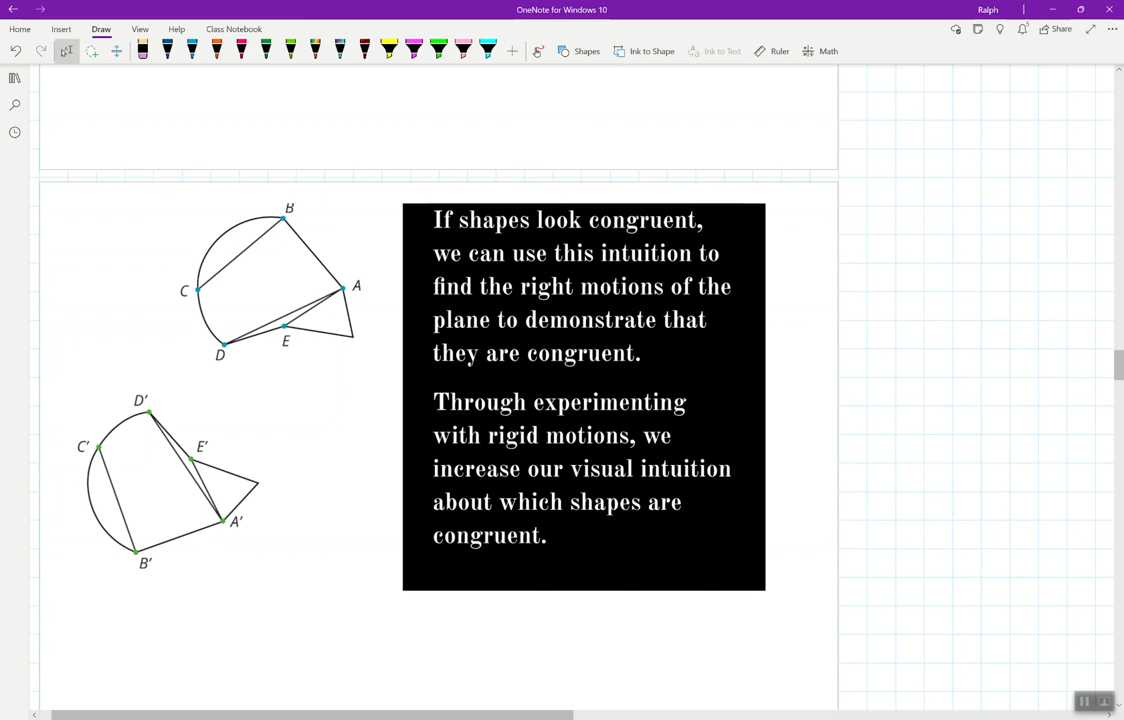 OneNote for Windows 10
Ralph
Home Insert Draw View Help Class Notebook
Share
Shapes Ink to Shape Ink to Text Ruler Math
B
C
A
D
E
D'
C'
E'
A'
B'
If shapes look congruent,
we can use this intuition to
find the right motions of the
plane to demonstrate that
they are congruent.
Through experimenting
with rigid motions, we
increase our visual intuition
about which shapes are
congruent.